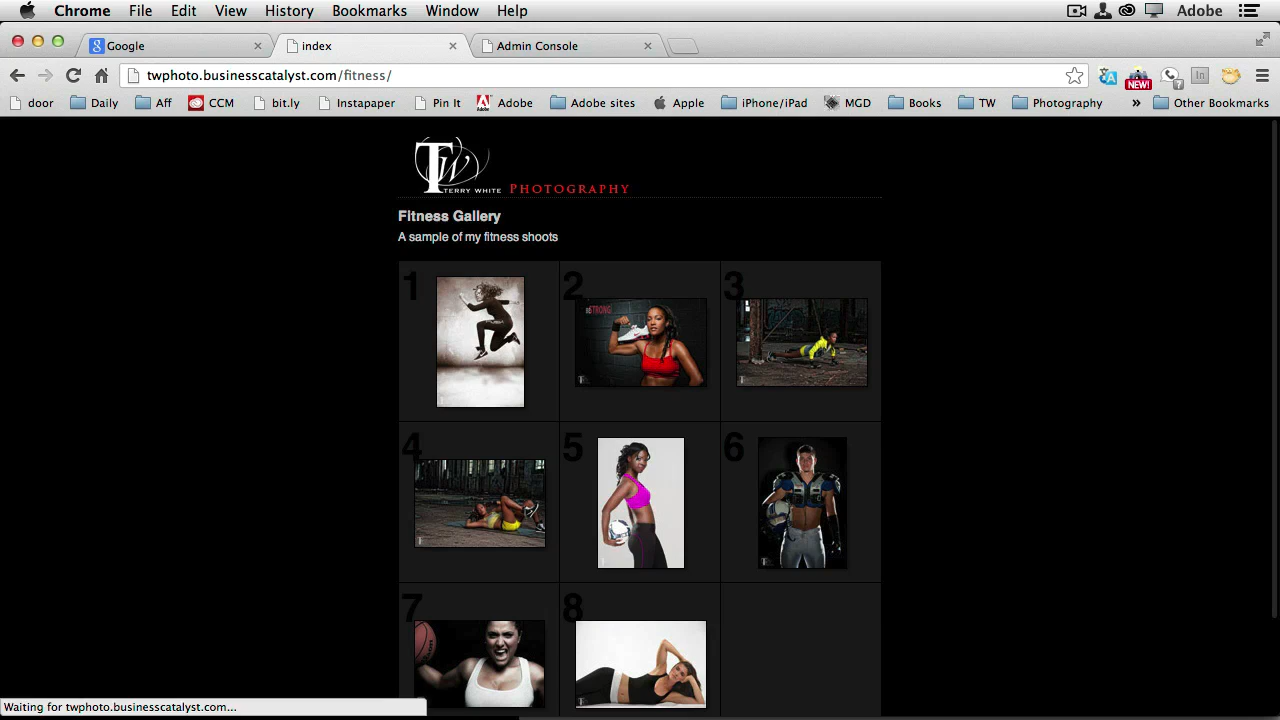 Chrome File Edit View History Bookmarks Window Help Adobe
Google index Admin Console
twphoto.businesscatalyst.com/fitness/
NEW! ? In
door Daily Aff CCM bit.ly Instapaper Pin It Adobe Adobe sites Apple iPhone/iPad MGD Books TW Photography » Other Bookmarks
TW
TERRY WHITE PHOTOGRAPHY
Fitness Gallery
A sample of my fitness shoots
1 2 3
4 5 6
7 8
Waiting for twphoto.businesscatalyst.com...